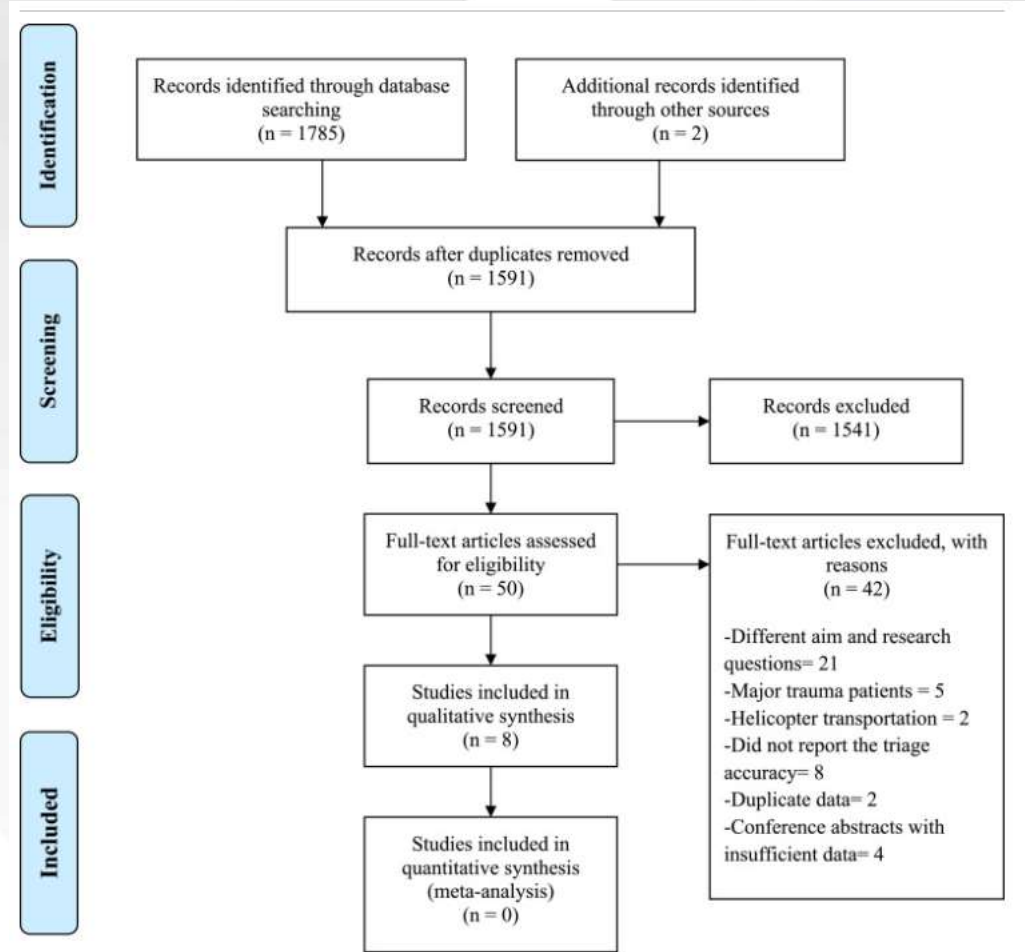 Identification
Records identified through database
searching
(n = 1785)
Additional records identified
through other sources
(n = 2)
Records after duplicates removed
(n = 1591)
Screening
Records screened
(n = 1591)
Records excluded
(n = 1541)
Eligibility
Full-text articles assessed
for eligibility
(n = 50)
Full-text articles excluded, with
reasons
(n = 42)
-Different aim and research
questions= 21
-Major trauma patients = 5
-Helicopter transportation = 2
-Did not report the triage
accuracy= 8
-Duplicate data= 2
-Conference abstracts with
insufficient data= 4
Studies included in
qualitative synthesis
(n = 8)
Included
Studies included in
quantitative synthesis
(meta-analysis)
(n = 0)